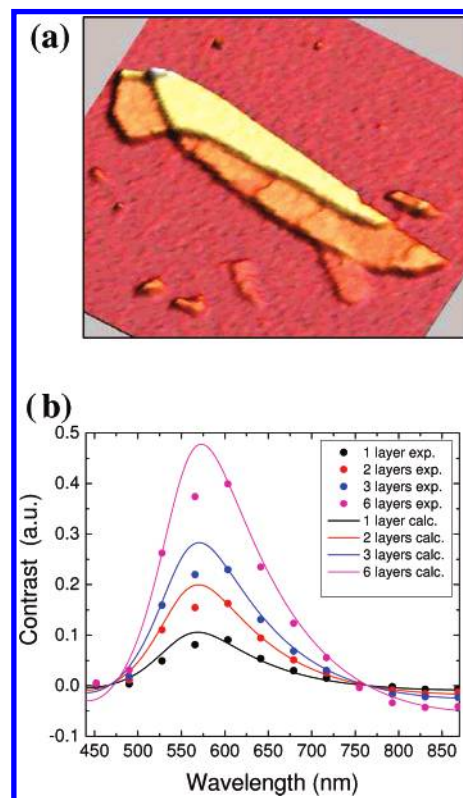 (a)
(b)
0.5
0.4
0.3
0.2
0.1
0.0
-0.1
Contrast (a.u.)
1 layer exp.
2 layers exp.
3 layers exp.
6 layers exp.
1 layer calc.
2 layers calc.
3 layers calc.
6 layers calc.
450 500 550 600 650 700 750 800 850
Wavelength (nm)